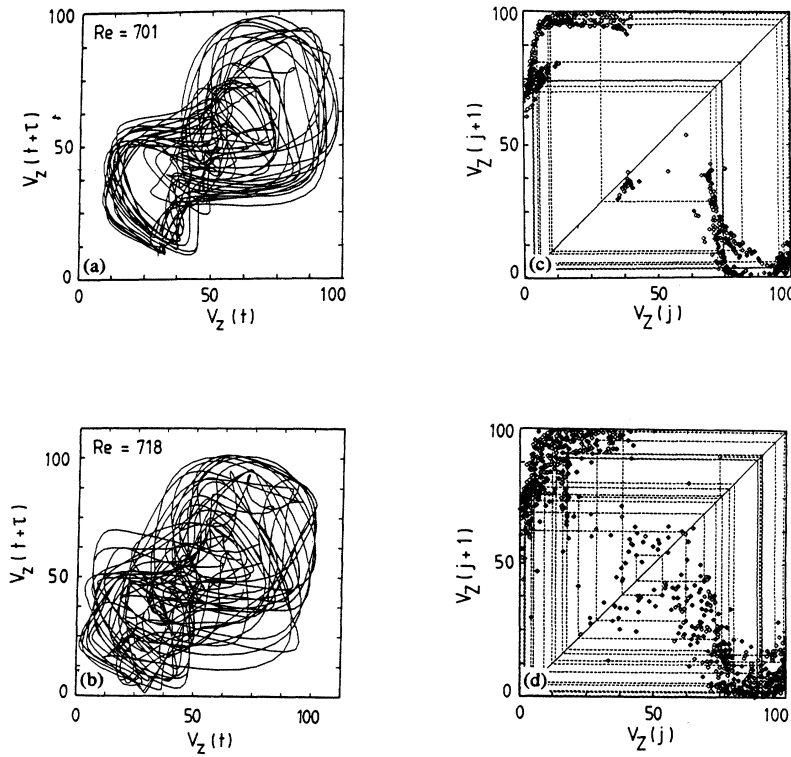 Re = 701
100
50
0
V_Z (t+τ)
(a)
0 50 100
V_Z (t)
100
50
0
V_Z (j+1)
(c)
0 50 100
V_Z (j)
Re = 718
100
50
0
V_Z (t+τ)
(b)
0 50 100
V_Z (t)
100
50
0
V_Z (j+1)
(d)
0 50 100
V_Z (j)